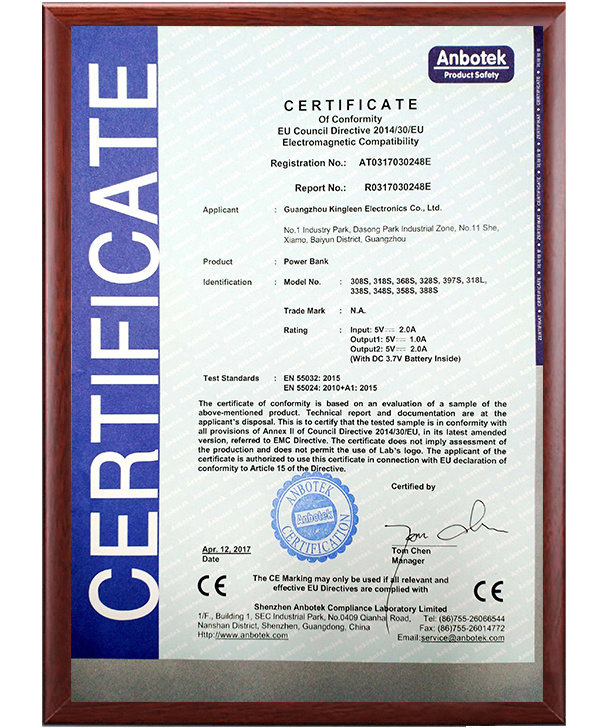 CERTIFICATE
Anbotek
Product Safety
CERTIFICATE
Of Conformity
EU Council Directive 2014/30/EU
Electromagnetic Compatibility
Registration No.: AT0317030248E
Report No.: R0317030248E
Applicant : Guangzhou Kingleen Electronics Co., Ltd.
No.1 Industry Park, Dasong Park Industrial Zone, No.11 She,
Xiamo, Baiyun District, Guangzhou
Product : Power Bank
Identification : Model No. : 308S, 318S, 368S, 328S, 397S, 318L,
338S, 348S, 358S, 388S
Trade Mark : N.A.
Rating : Input: 5V⎓ 2.0A
Output1: 5V⎓ 1.0A
Output2: 5V⎓ 2.0A
(With DC 3.7V Battery Inside)
Test Standards : EN 55032: 2015
EN 55024: 2010+A1: 2015
The certificate of conformity is based on an evaluation of a sample of the
above-mentioned product. Technical report and documentation are at the
applicant's disposal. This is to certify that the tested sample is in conformity with
all provisions of Annex II of Council Directive 2014/30/EU, in its latest amended
version, referred to EMC Directive. The certificate does not imply assessment of
the production and does not permit the use of Lab's logo. The applicant of the
certificate is authorized to use this certificate in connection with EU declaration of
conformity to Article 15 of the Directive.
Certified by
ANBOTEK
Anbotek
CERTIFICATION
Apr. 12, 2017
Date
Tom Chen
Manager
CE
The CE Marking may only be used if all relevant and
effective EU Directives are complied with
CE
Shenzhen Anbotek Compliance Laboratory Limited
1/F., Building 1, SEC Industrial Park, No.0409 Qianhai Road, Tel: (86)755-26066544
Nanshan District, Shenzhen, Guangdong, China Fax: (86)755-26014772
Http://www.anbotek.com Email:service@anbotek.com